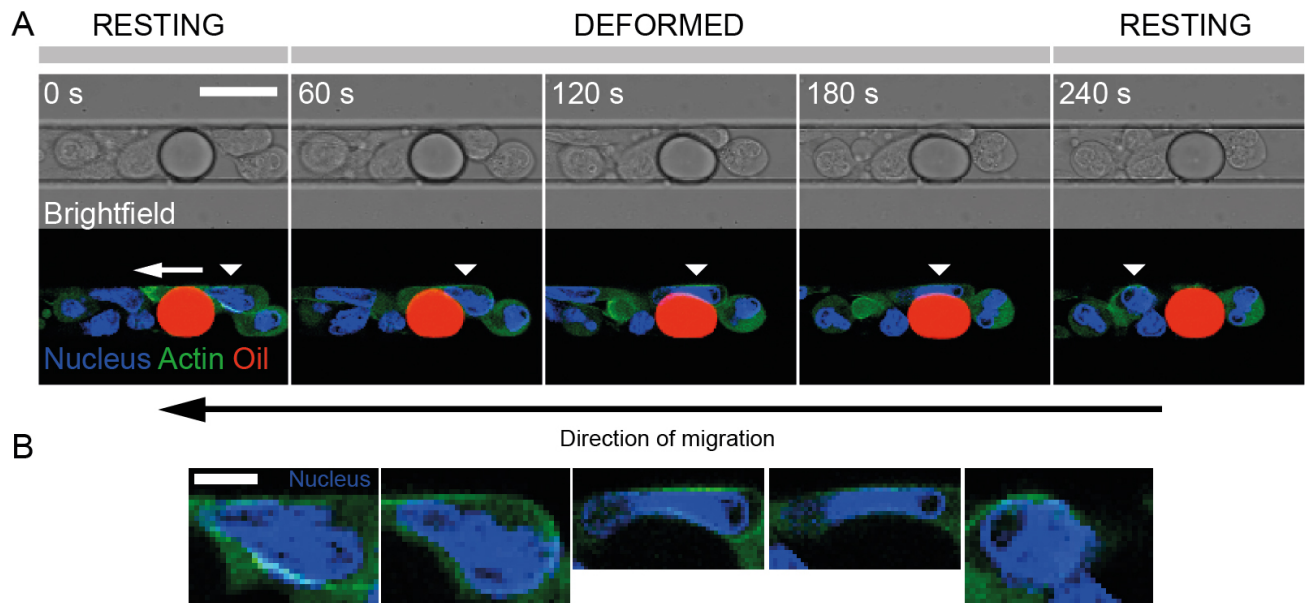 A
RESTING DEFORMED RESTING
0 s 60 s 120 s 180 s 240 s
Brightfield
Nucleus Actin Oil
Direction of migration
B
Nucleus